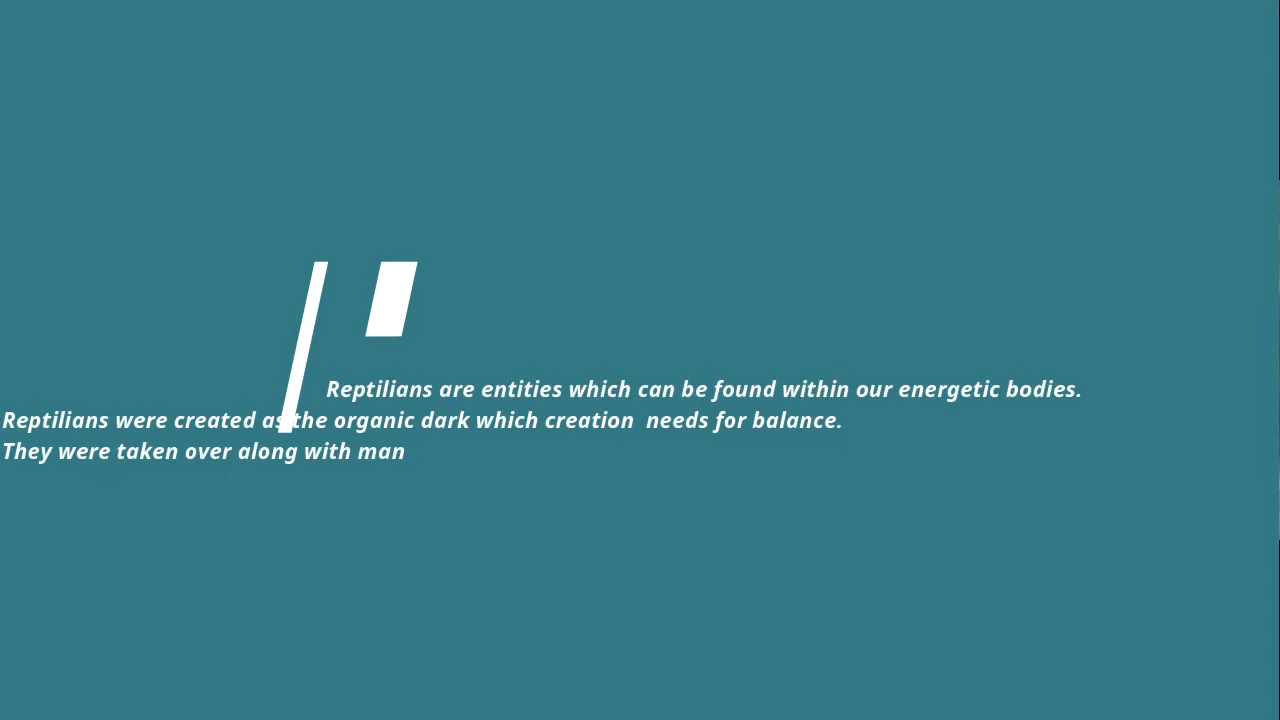 Reptilians are entities which can be found within our energetic bodies.
Reptilians were created as the organic dark which creation  needs for balance.
They were taken over along with man